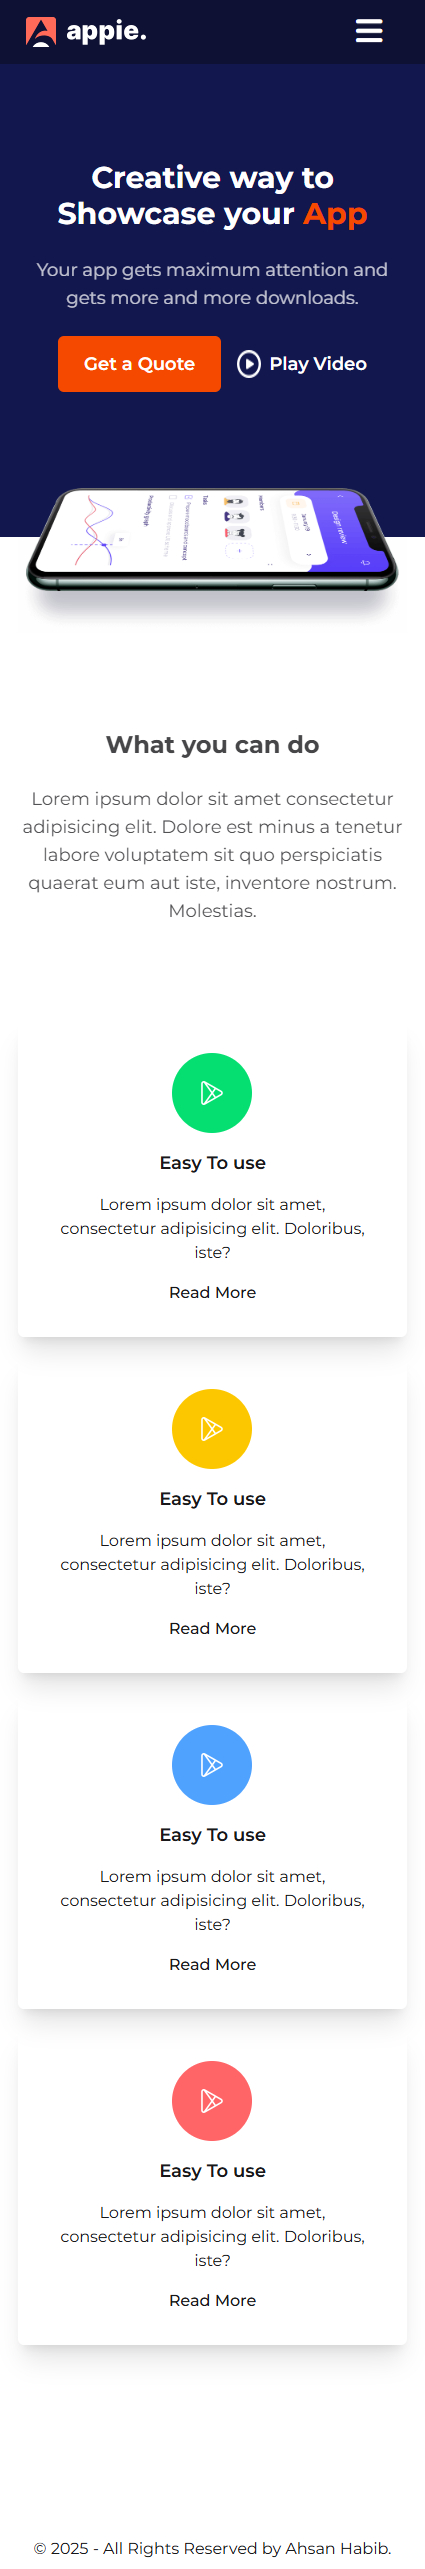 appie.
Creative way to
Showcase your App
Your app gets maximum attention and
gets more and more downloads.
Get a Quote
Play Video
Design review
January 19
Tasks
What you can do
Lorem ipsum dolor sit amet consectetur
adipisicing elit. Dolore est minus a tenetur
labore voluptatem sit quo perspiciatis
quaerat eum aut iste, inventore nostrum.
Molestias.
Easy To use
Lorem ipsum dolor sit amet,
consectetur adipisicing elit. Doloribus,
iste?
Read More
Easy To use
Lorem ipsum dolor sit amet,
consectetur adipisicing elit. Doloribus,
iste?
Read More
Easy To use
Lorem ipsum dolor sit amet,
consectetur adipisicing elit. Doloribus,
iste?
Read More
Easy To use
Lorem ipsum dolor sit amet,
consectetur adipisicing elit. Doloribus,
iste?
Read More
© 2025 - All Rights Reserved by Ahsan Habib.